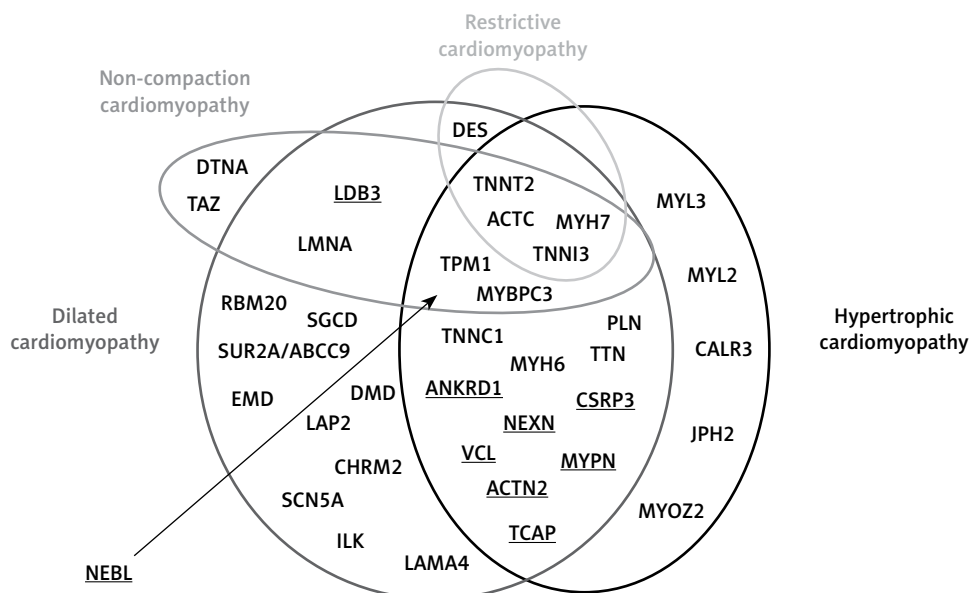 Restrictive
cardiomyopathy
Non-compaction
cardiomyopathy
DES
DTNA
TNNT2
LDB3
TAZ
MYL3
ACTC
MYH7
LMNA
TNNI3
TPM1
MYL2
MYBPC3
RBM20
Dilated
cardiomyopathy
SGCD
PLN
Hypertrophic
cardiomyopathy
TNNC1
SUR2A/ABCC9
TTN
CALR3
MYH6
ANKRD1
DMD
EMD
CSRP3
LAP2
NEXN
JPH2
VCL
MYPN
CHRM2
ACTN2
SCN5A
MYOZ2
TCAP
ILK
LAMA4
NEBL